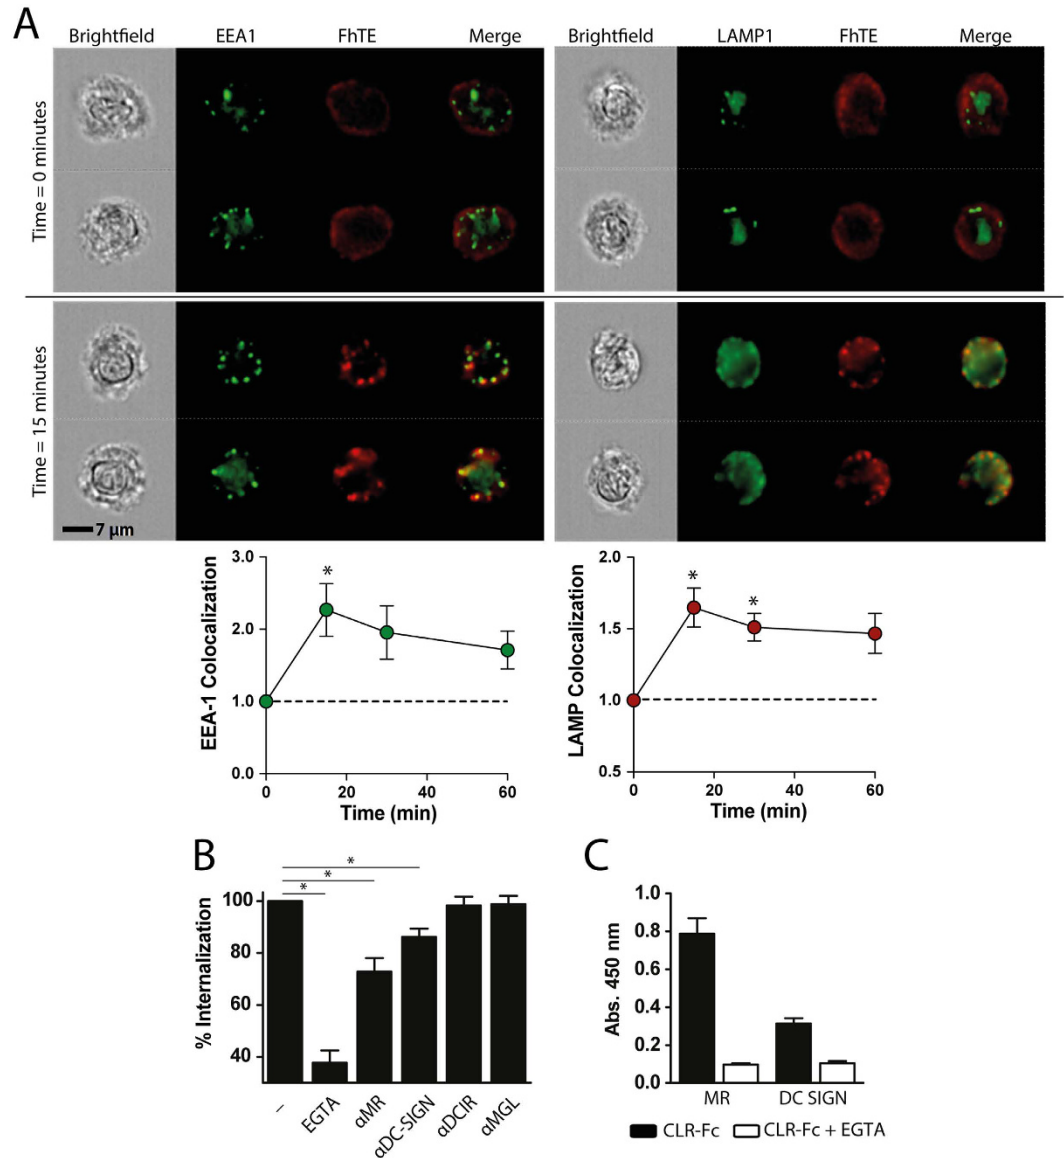 A
Brightfield EEA1 FhTE Merge Brightfield LAMP1 FhTE Merge
Time = 0 minutes
Time = 15 minutes
7 µm
3.0
2.0
1.0
0.0
EEA-1 Colocalization
*
0 20 40 60
Time (min)
2.0
1.5
1.0
0.5
LAMP Colocalization
* *
0 20 40 60
Time (min)
B
*
*
*
100
80
60
40
% Internalization
– EGTA αMR αDC-SIGN αDCIR αMGL
C
1.0
0.8
0.6
0.4
0.2
0.0
Abs. 450 nm
MR DC SIGN
CLR-Fc CLR-Fc + EGTA